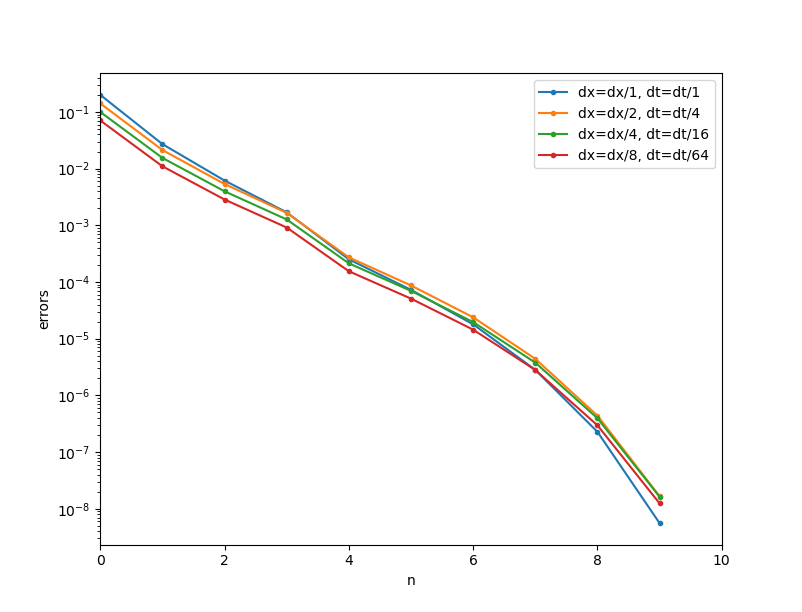 dx=dx/1, dt=dt/1
dx=dx/2, dt=dt/4
dx=dx/4, dt=dt/16
dx=dx/8, dt=dt/64
10⁻¹
10⁻²
10⁻³
10⁻⁴
10⁻⁵
10⁻⁶
10⁻⁷
10⁻⁸
errors
0 2 4 6 8 10
n